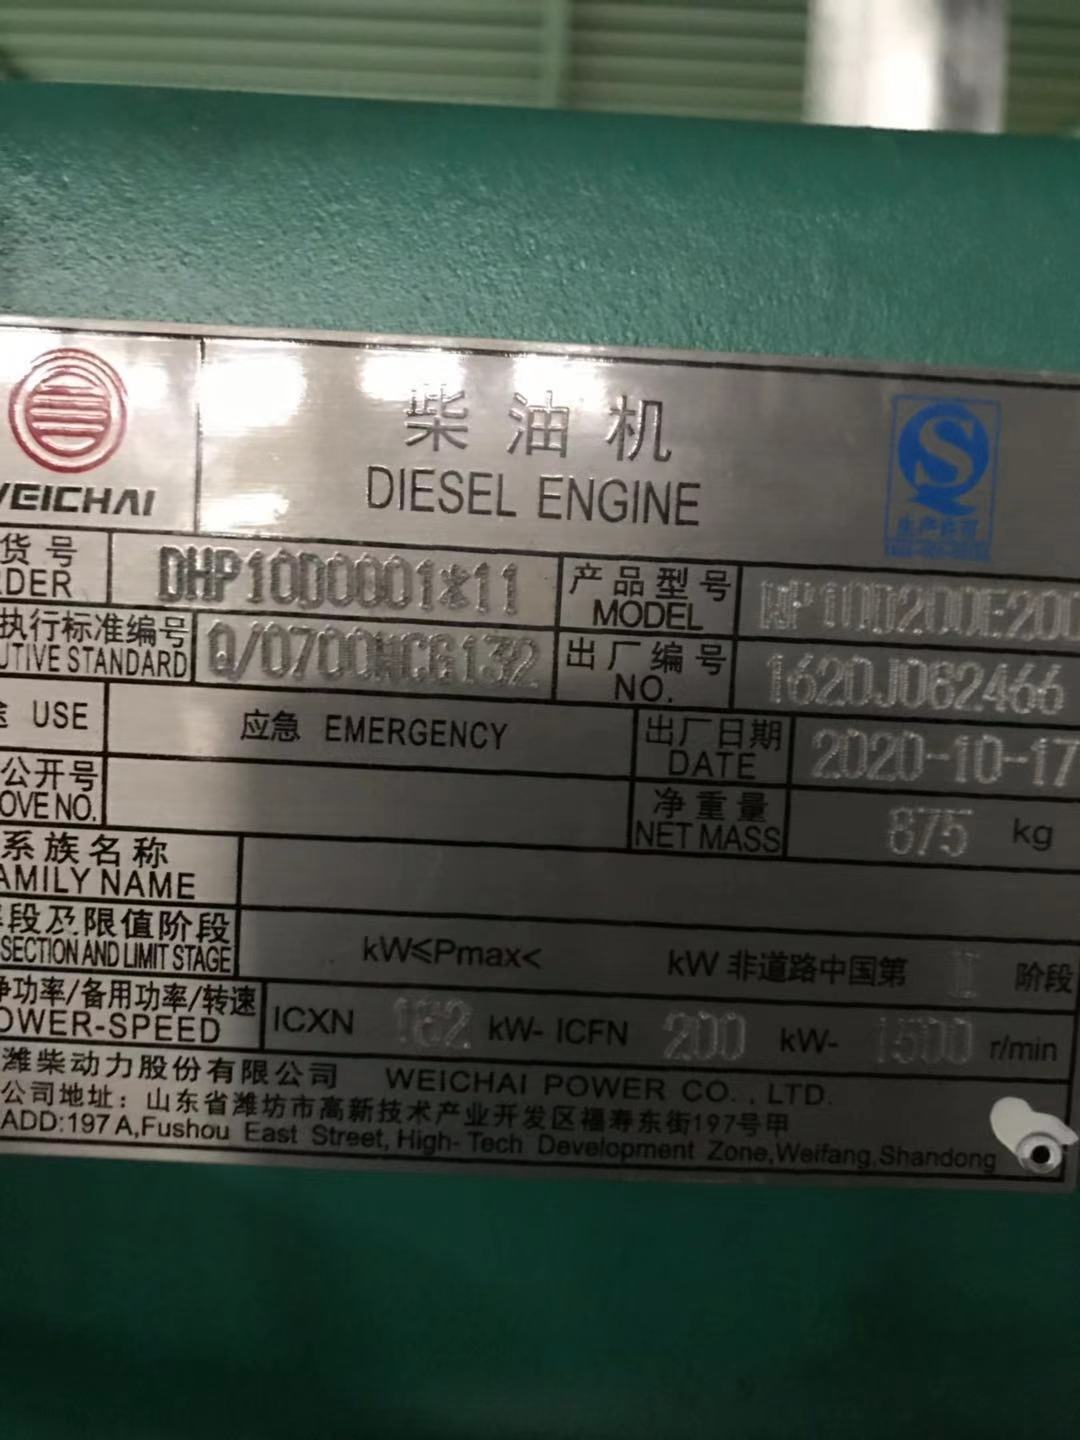 WEICHAI
柴油机
DIESEL ENGINE
货号 DHP10D0001*11 产品型号 WP10D200E200
RDER MODEL
执行标准编号 Q/0700WCG132 出厂编号 1620J062466
UTIVE STANDARD NO.
途 USE 应急 EMERGENCY 出厂日期 2020-10-17
DATE
公开号 净重量 875 kg
OVE NO. NET MASS
系族名称
AMILY NAME
段及限值阶段 kW≤Pmax< kW 非道路中国第 II 阶段
SECTION AND LIMIT STAGE
净功率/备用功率/转速 ICXN 182 kW- ICFN 200 kW- 1500 r/min
OWER-SPEED
潍柴动力股份有限公司 WEICHAI POWER CO., LTD.
公司地址：山东省潍坊市高新技术产业开发区福寿东街197号甲
ADD:197 A,Fushou East Street, High-Tech Development Zone,Weifang,Shandong